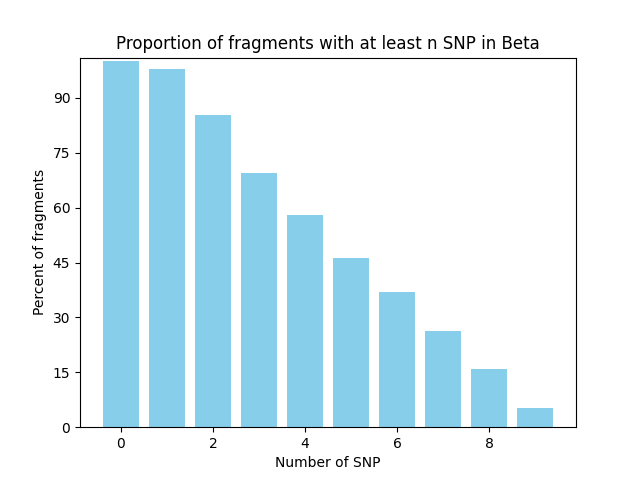 Proportion of fragments with at least n SNP in Beta
Percent of fragments
90
75
60
45
30
15
0
0 2 4 6 8
Number of SNP